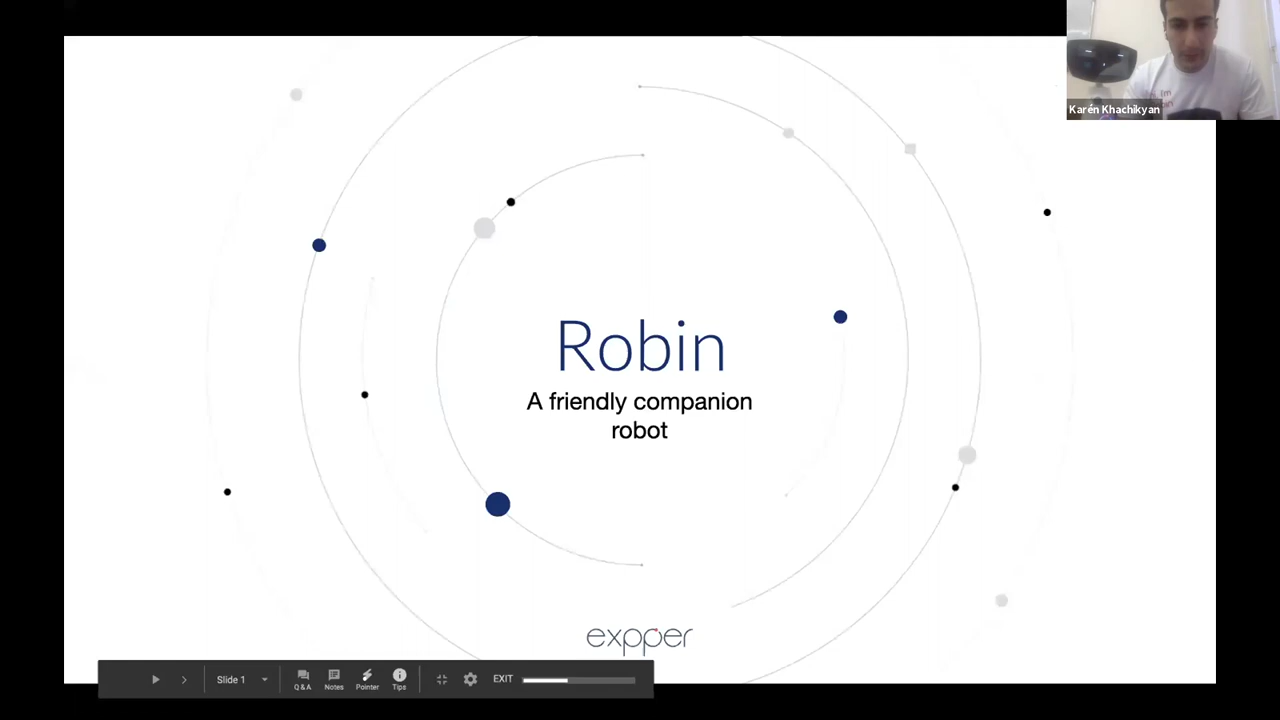 Karén Khachikyan
Robin
A friendly companion
robot
expper
Slide 1
Q&A
Notes
Pointer
Tips
EXIT